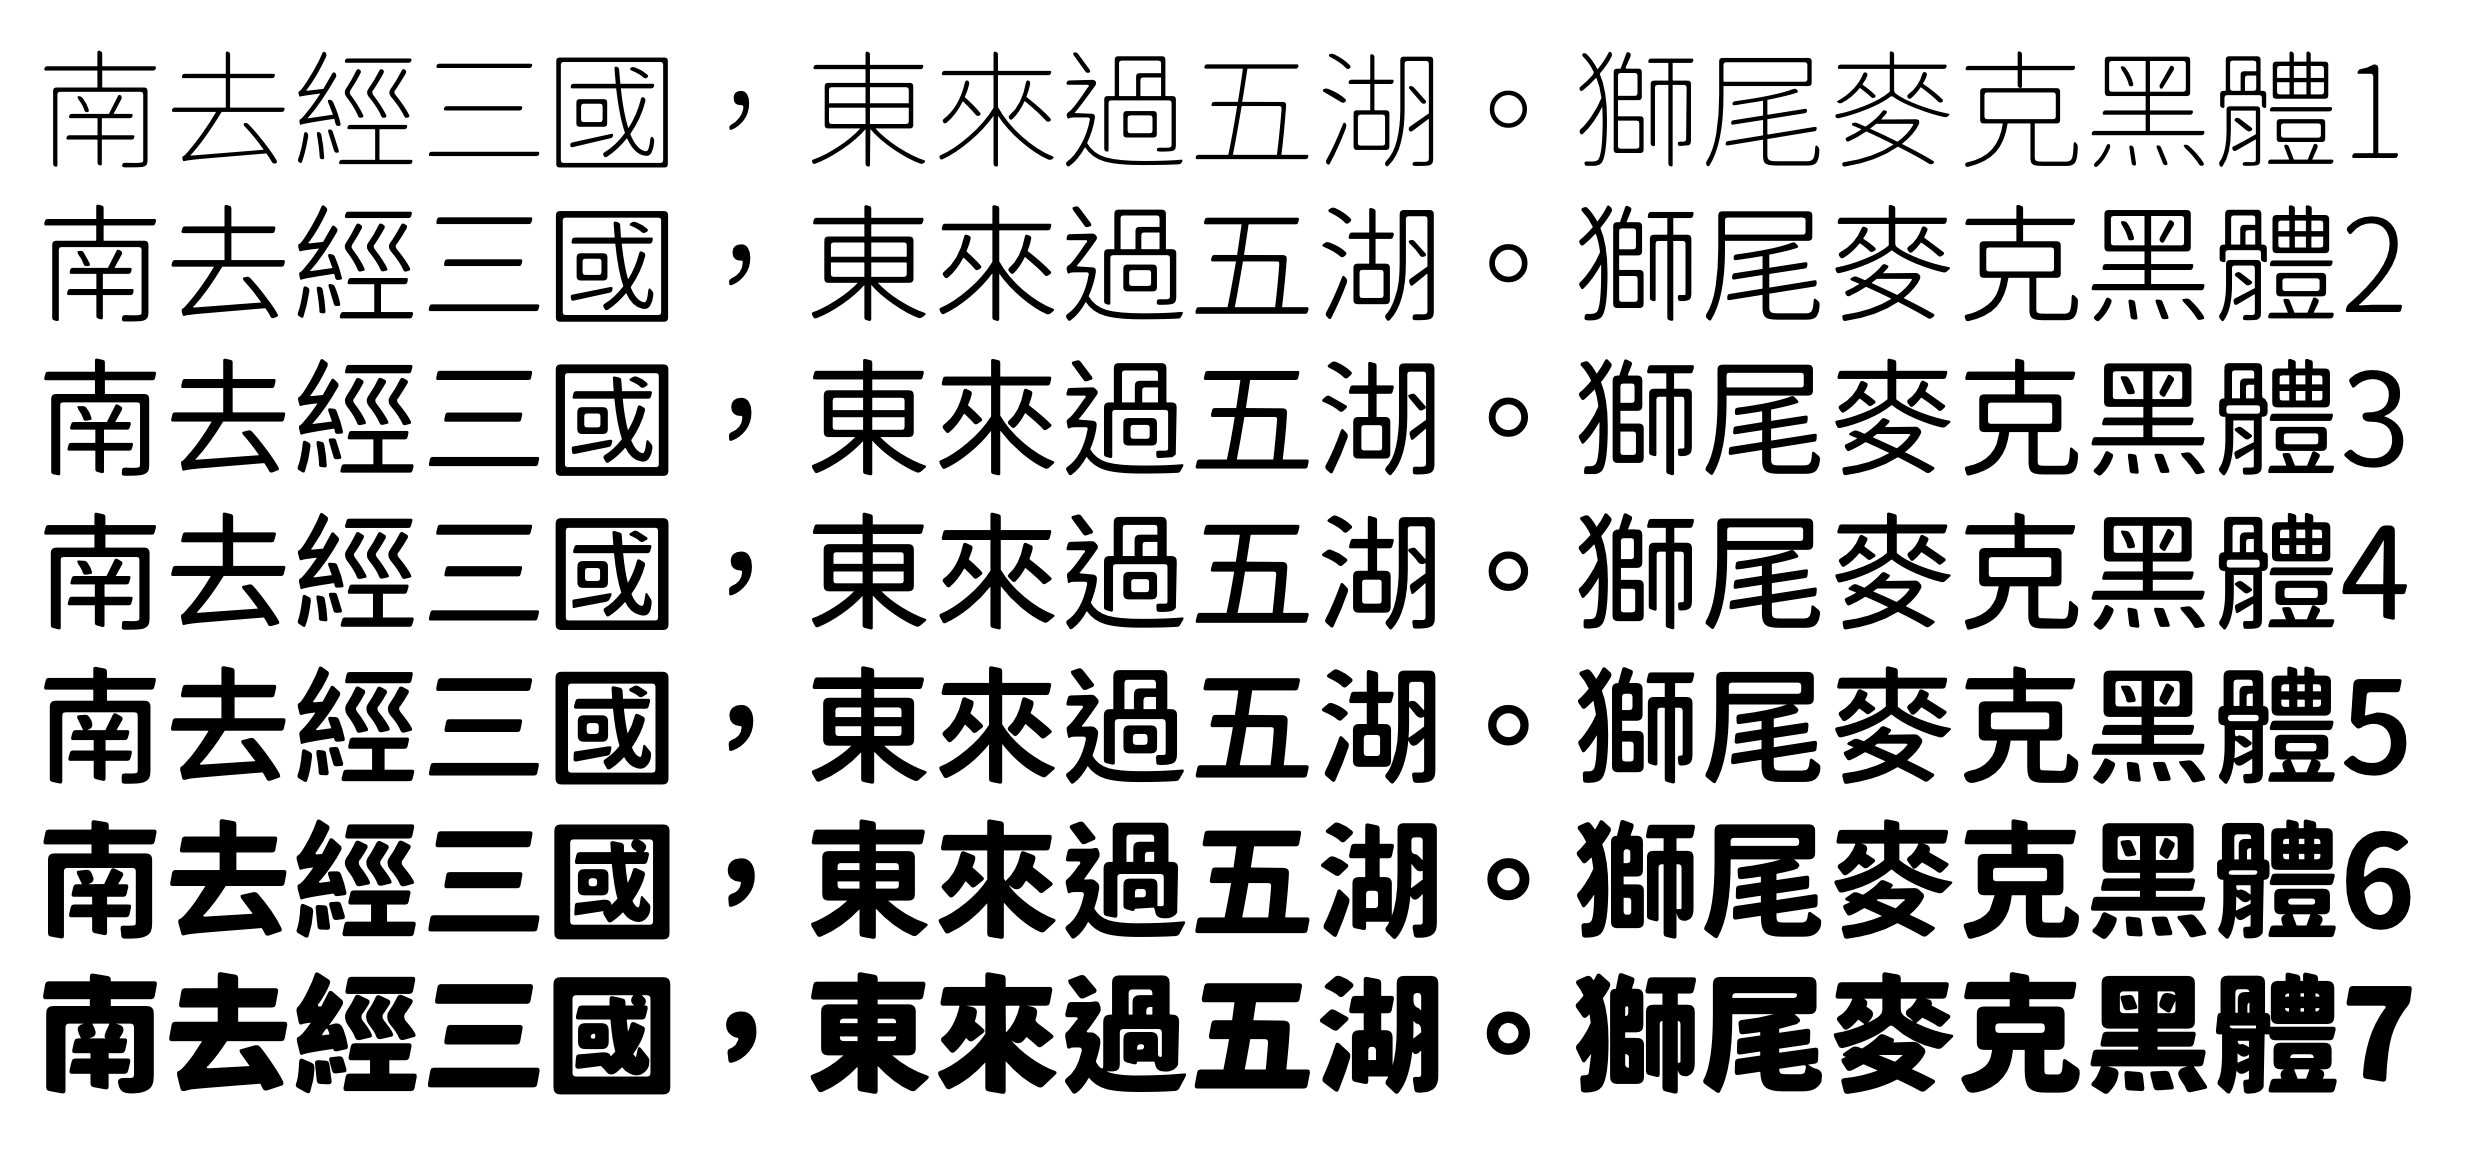 南去經三國，東來過五湖。獅尾麥克黑體1
南去經三國，東來過五湖。獅尾麥克黑體2
南去經三國，東來過五湖。獅尾麥克黑體3
南去經三國，東來過五湖。獅尾麥克黑體4
南去經三國，東來過五湖。獅尾麥克黑體5
南去經三國，東來過五湖。獅尾麥克黑體6
南去經三國，東來過五湖。獅尾麥克黑體7